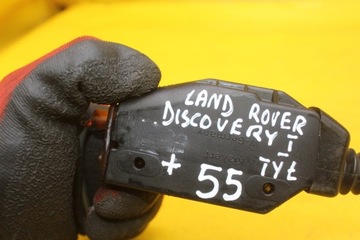 LAND ROVER
DISCOVERY I
TYŁ
+ 55